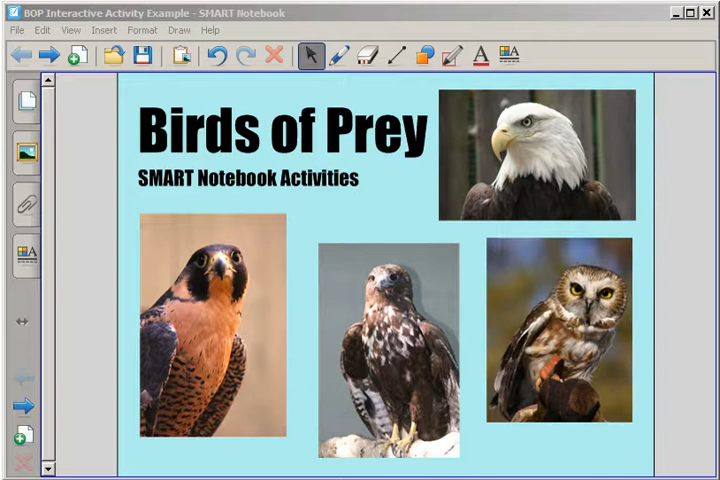 BOP Interactive Activity Example - SMART Notebook
File Edit View Insert Format Draw Help
Birds of Prey
SMART Notebook Activities